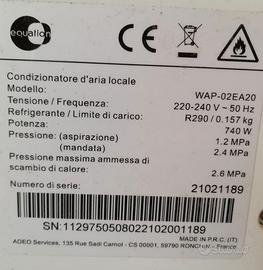 equation
Condizionatore d'aria locale
Modello: WAP-02EA20
Tensione / Frequenza: 220-240 V ~ 50 Hz
Refrigerante / Limite di carico: R290 / 0.157 kg
Potenza: 740 W
Pressione: (aspirazione) 1.2 MPa
(mandata) 2.4 MPa
Pressione massima ammessa di
scambio di calore: 2.6 MPa
Numero di serie: 21021189
SN:1129750508022102001189
MADE IN P.R.C. (IT)
ADEO Services, 135 Rue Sadi Carnot - CS 00001, 59790 RONCHIN - France